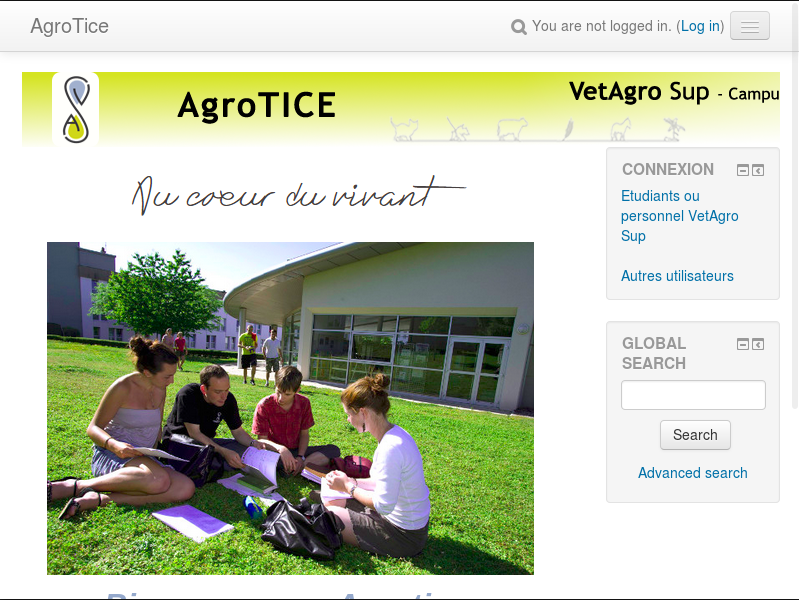 AgroTice
You are not logged in. (Log in)
AgroTICE
VetAgro Sup - Campu
Au coeur du vivant
CONNEXION
Etudiants ou
personnel VetAgro
Sup
Autres utilisateurs
GLOBAL
SEARCH
Search
Advanced search